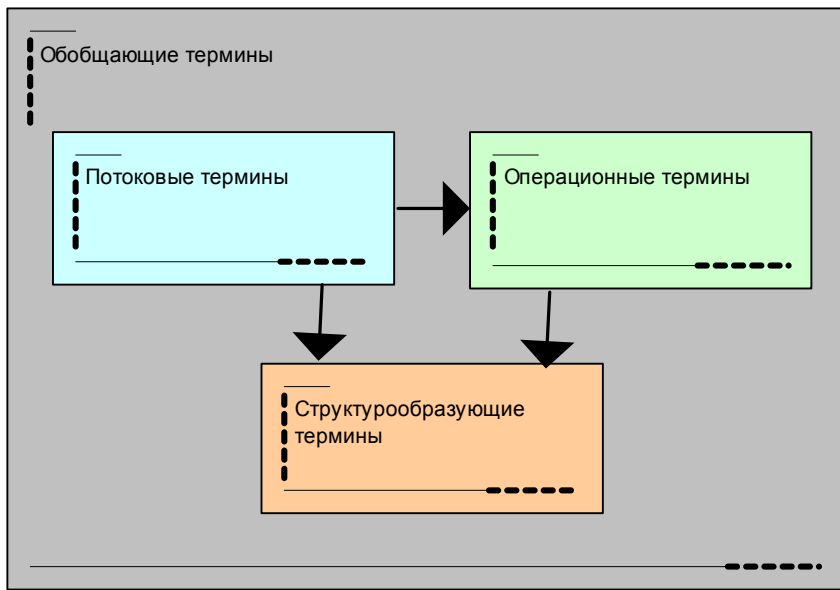 Обобщающие термины
Потоковые термины
Операционные термины
Структурообразующие
термины